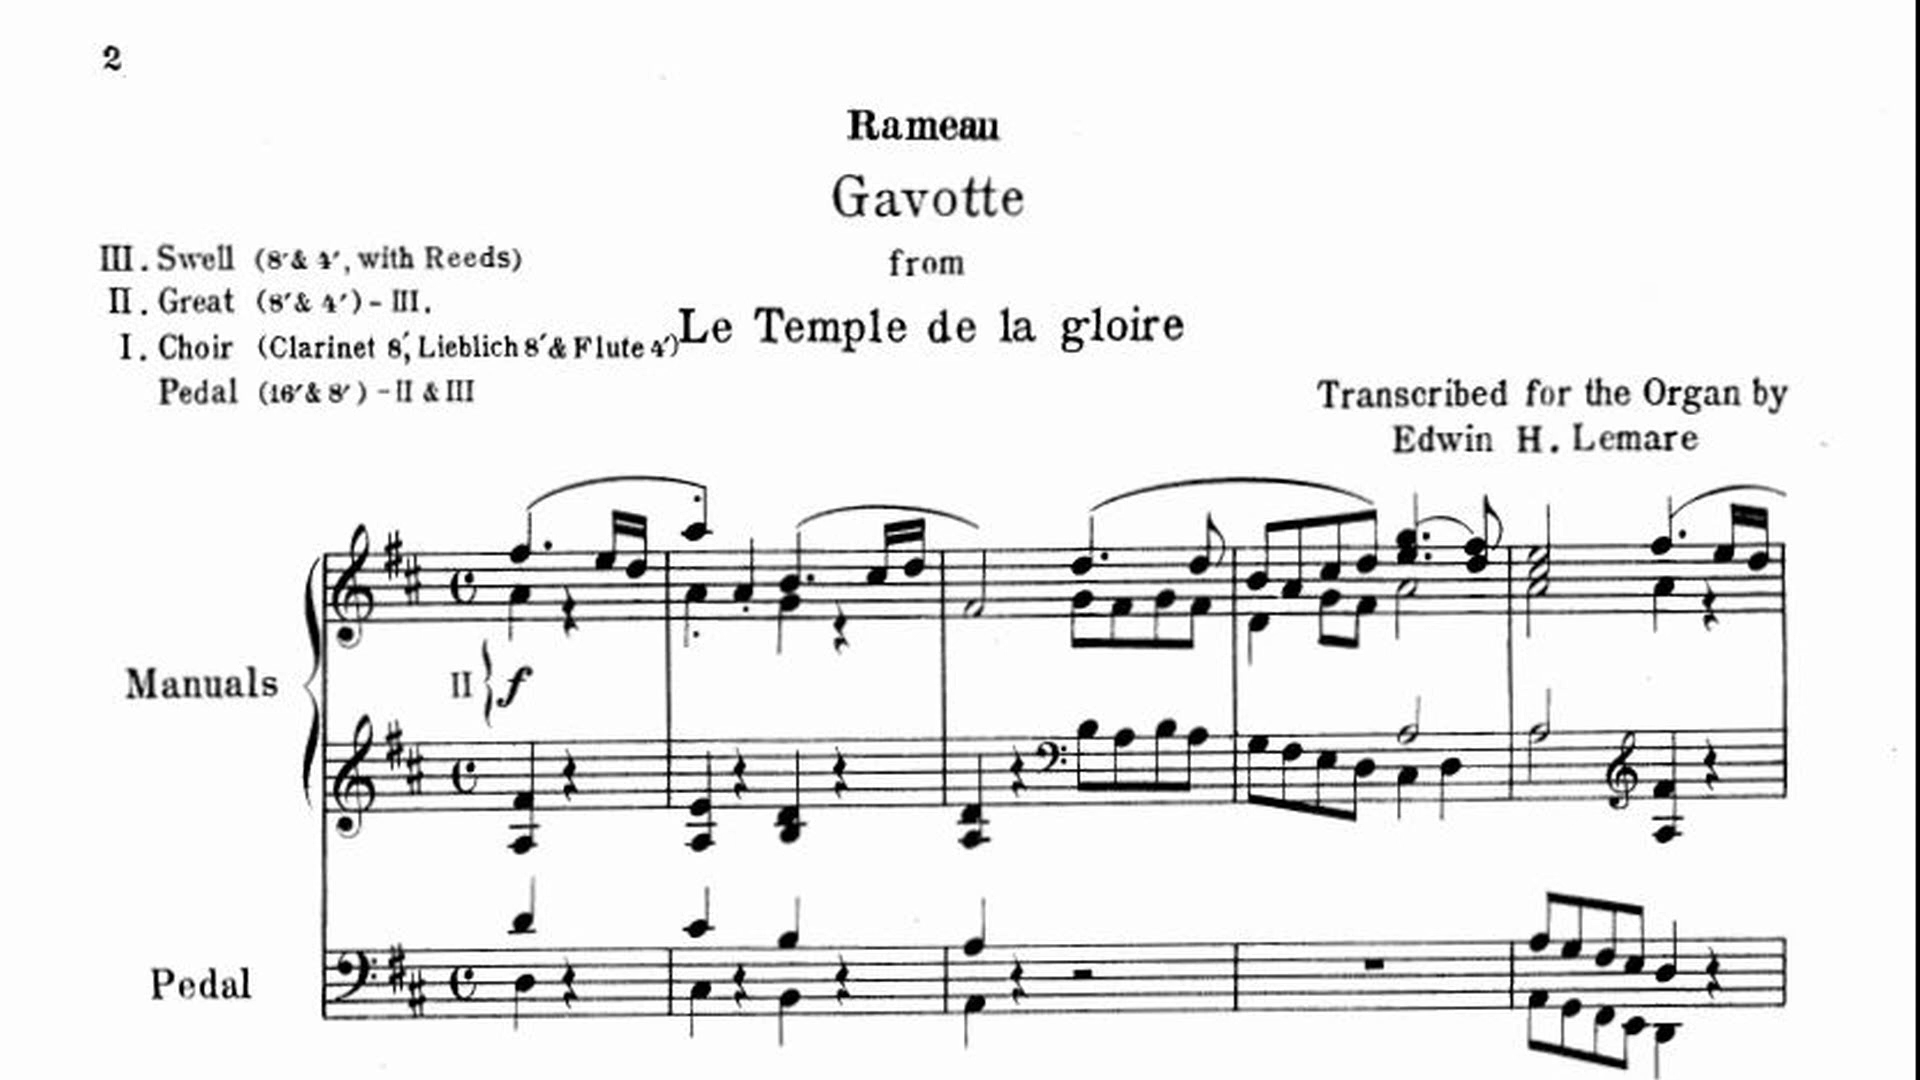 2
Rameau
Gavotte
from
Le Temple de la gloire
III. Swell (8′ & 4′, with Reeds)
II. Great (8′ & 4′) - III.
I. Choir (Clarinet 8′, Lieblich 8′ & Flute 4′)
Pedal (16′ & 8′) - II & III
Transcribed for the Organ by
Edwin H. Lemare
Manuals
II
f
Pedal